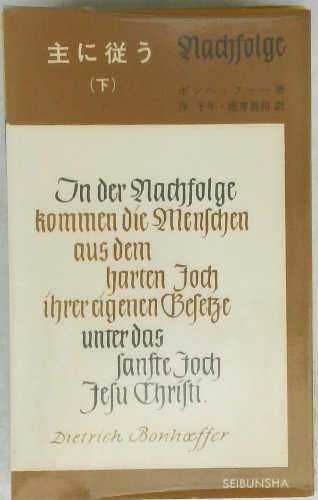 主に従う
(下)
Nachfolge
ボンヘッファー著
岸 千年・徳善義和 訳
In der Nachfolge
kommen die Menschen
aus dem
harten Joch
ihrer eigenen Gesetze
unter das
sanfte Joch
Jesu Christi.
Dietrich Bonhoeffer
SEIBUNSHA